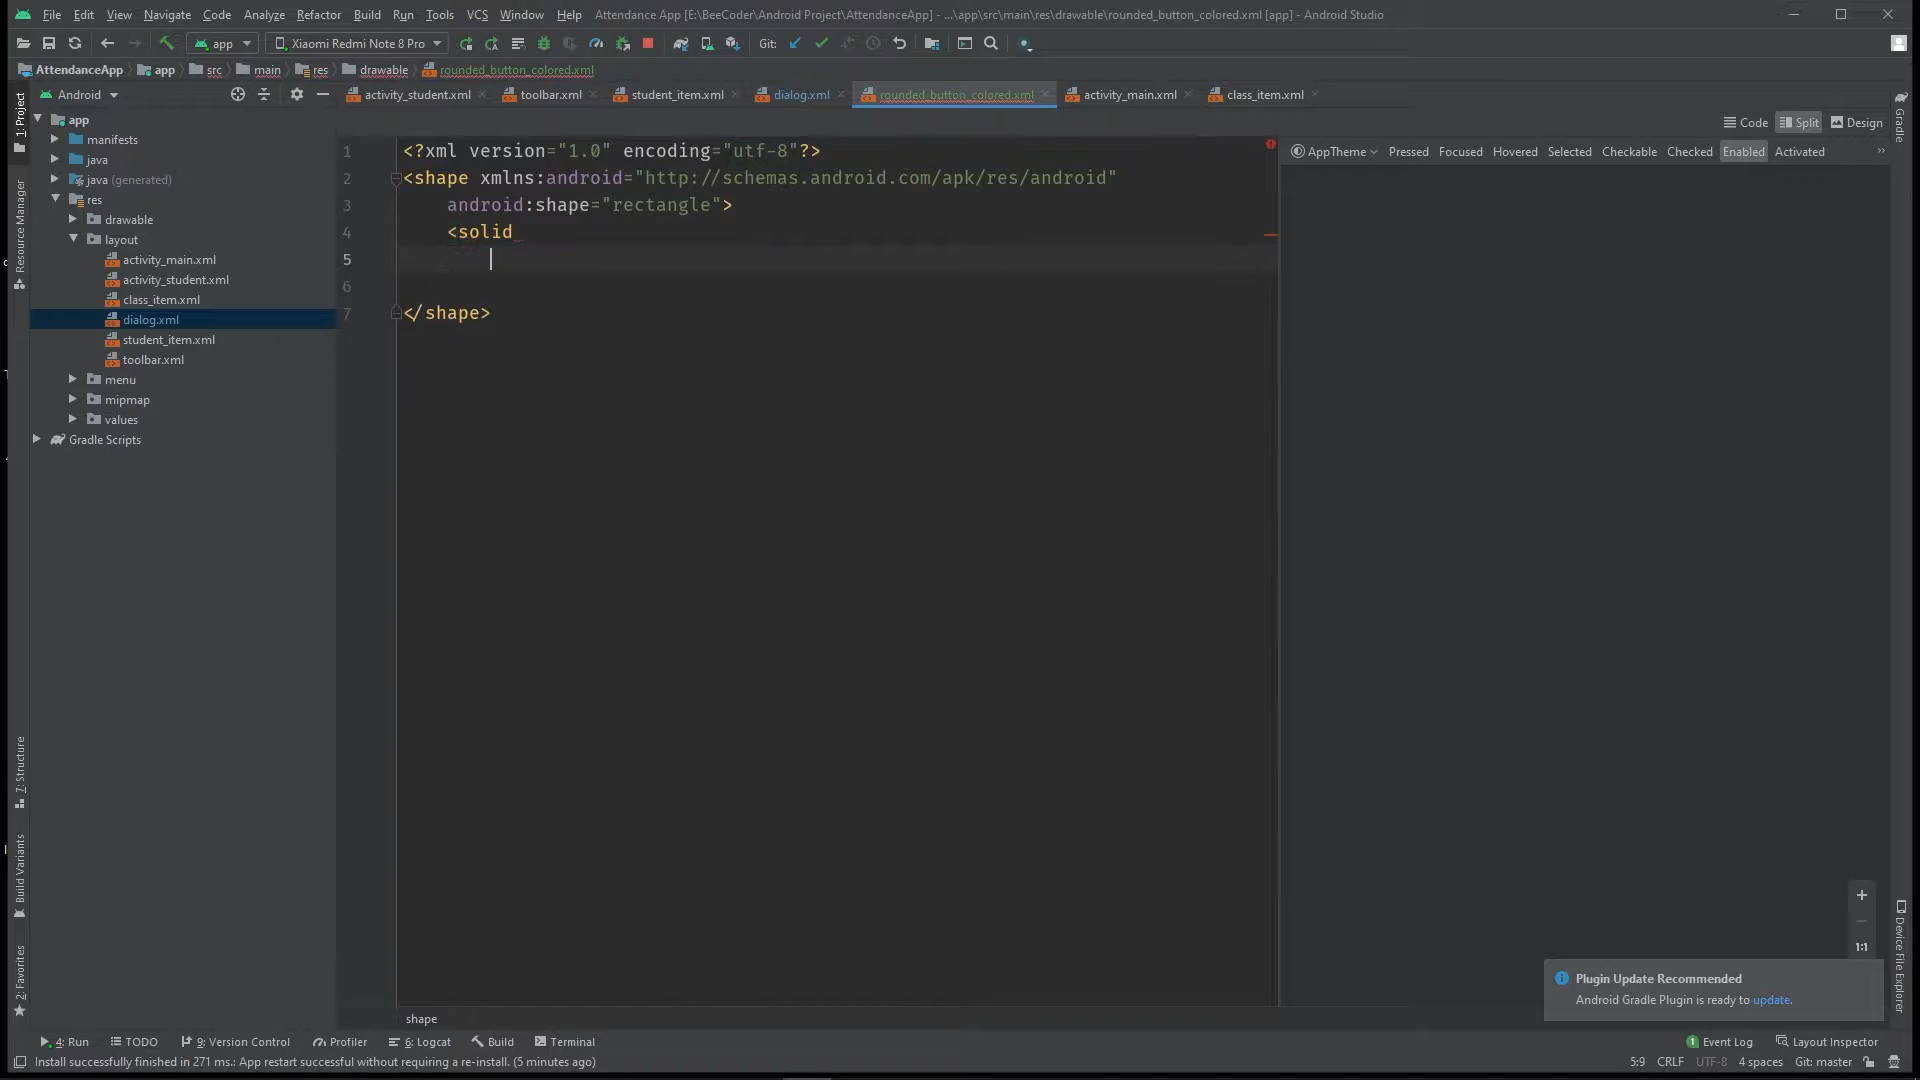 File Edit View Navigate Code Analyze Refactor Build Run Tools VCS Window Help Attendance App [E:\BeeCoder\Android Project\AttendanceApp] - ...\app\src\main\res\drawable\rounded_button_colored.xml [app] - Android Studio
app Xiaomi Redmi Note 8 Pro Git:
AttendanceApp app src main res drawable rounded_button_colored.xml
Android activity_student.xml toolbar.xml student_item.xml dialog.xml rounded_button_colored.xml activity_main.xml class_item.xml
Code Split Design
AppTheme Pressed Focused Hovered Selected Checkable Checked Enabled Activated
1: Project
Resource Manager
7: Structure
Build Variants
2: Favorites
app
manifests
java
java (generated)
res
drawable
layout
activity_main.xml
activity_student.xml
class_item.xml
dialog.xml
student_item.xml
toolbar.xml
menu
mipmap
values
Gradle Scripts
1 <?xml version="1.0" encoding="utf-8"?>
2 <shape xmlns:android="http://schemas.android.com/apk/res/android"
3 android:shape="rectangle">
4 <solid
5
6
7 </shape>
shape
Gradle
Device File Explorer
1:1
Plugin Update Recommended
Android Gradle Plugin is ready to update.
4: Run TODO 9: Version Control Profiler 6: Logcat Build Terminal 1 Event Log Layout Inspector
Install successfully finished in 271 ms.: App restart successful without requiring a re-install. (5 minutes ago) 5:9 CRLF UTF-8 4 spaces Git: master